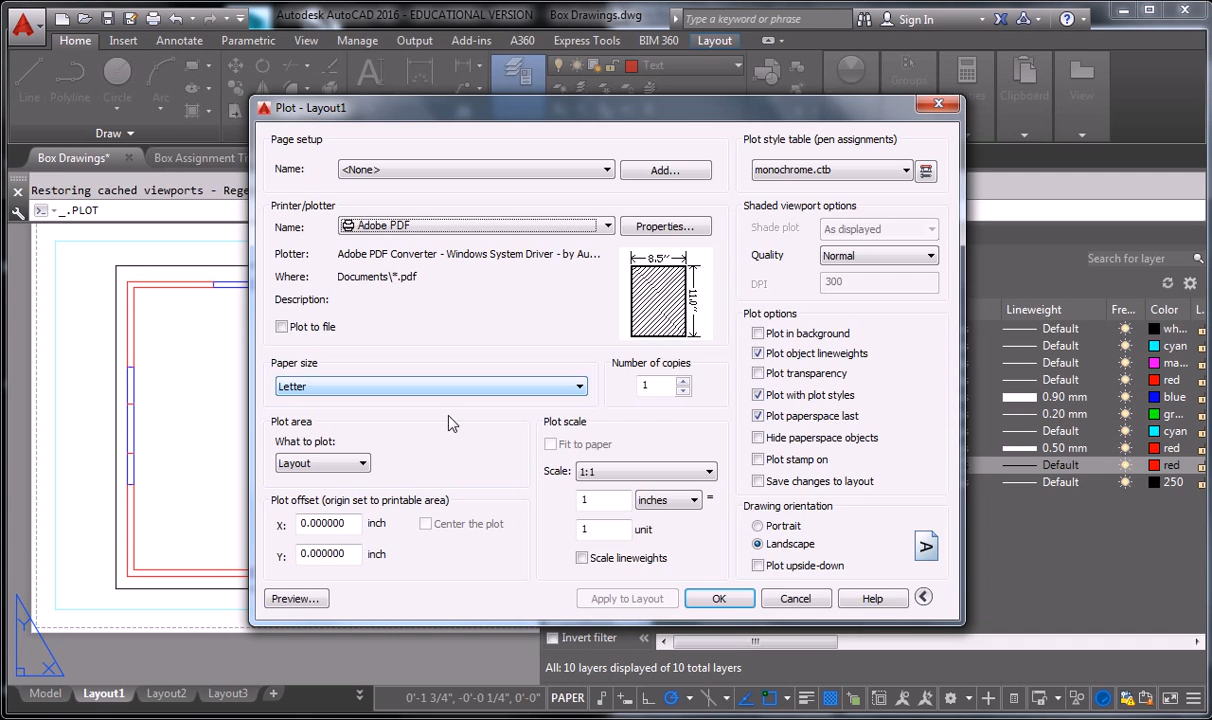 Autodesk AutoCAD 2016 - EDUCATIONAL VERSION Box Drawings.dwg
Type a keyword or phrase
Sign In
Home Insert Annotate Parametric View Manage Output Add-ins A360 Express Tools BIM 360 Layout
Text
Line Polyline Circle Arc Groups Clipboard View
Draw
Box Drawings*
Box Assignment T
Restoring cached viewports - Rege
_.PLOT
Plot - Layout1
Page setup
Name: <None> Add...
Printer/plotter
Name: Adobe PDF Properties...
Plotter: Adobe PDF Converter - Windows System Driver - by Au...
Where: Documents\*.pdf
Description:
Plot to file
8.5''
11.0''
Paper size
Letter
Number of copies
1
Plot area
What to plot:
Layout
Plot offset (origin set to printable area)
X: 0.000000 inch
Center the plot
Y: 0.000000 inch
Plot scale
Fit to paper
Scale: 1:1
1 inches =
1 unit
Scale lineweights
Plot style table (pen assignments)
monochrome.ctb
Shaded viewport options
Shade plot As displayed
Quality Normal
DPI 300
Plot options
Plot in background
Plot object lineweights
Plot transparency
Plot with plot styles
Plot paperspace last
Hide paperspace objects
Plot stamp on
Save changes to layout
Drawing orientation
Portrait
Landscape
Plot upside-down
A
Preview... Apply to Layout OK Cancel Help
Search for layer
Lineweight Fre... Color L.
Default wh...
Default cyan
Default ma...
Default red
0.90 mm blue
0.20 mm gr...
Default cyan
0.50 mm red
Default red
Default 250
Invert filter
All: 10 layers displayed of 10 total layers
Y
X
Model Layout1 Layout2 Layout3 +
0'-1 3/4", -0'-0 1/4", 0'-0" PAPER